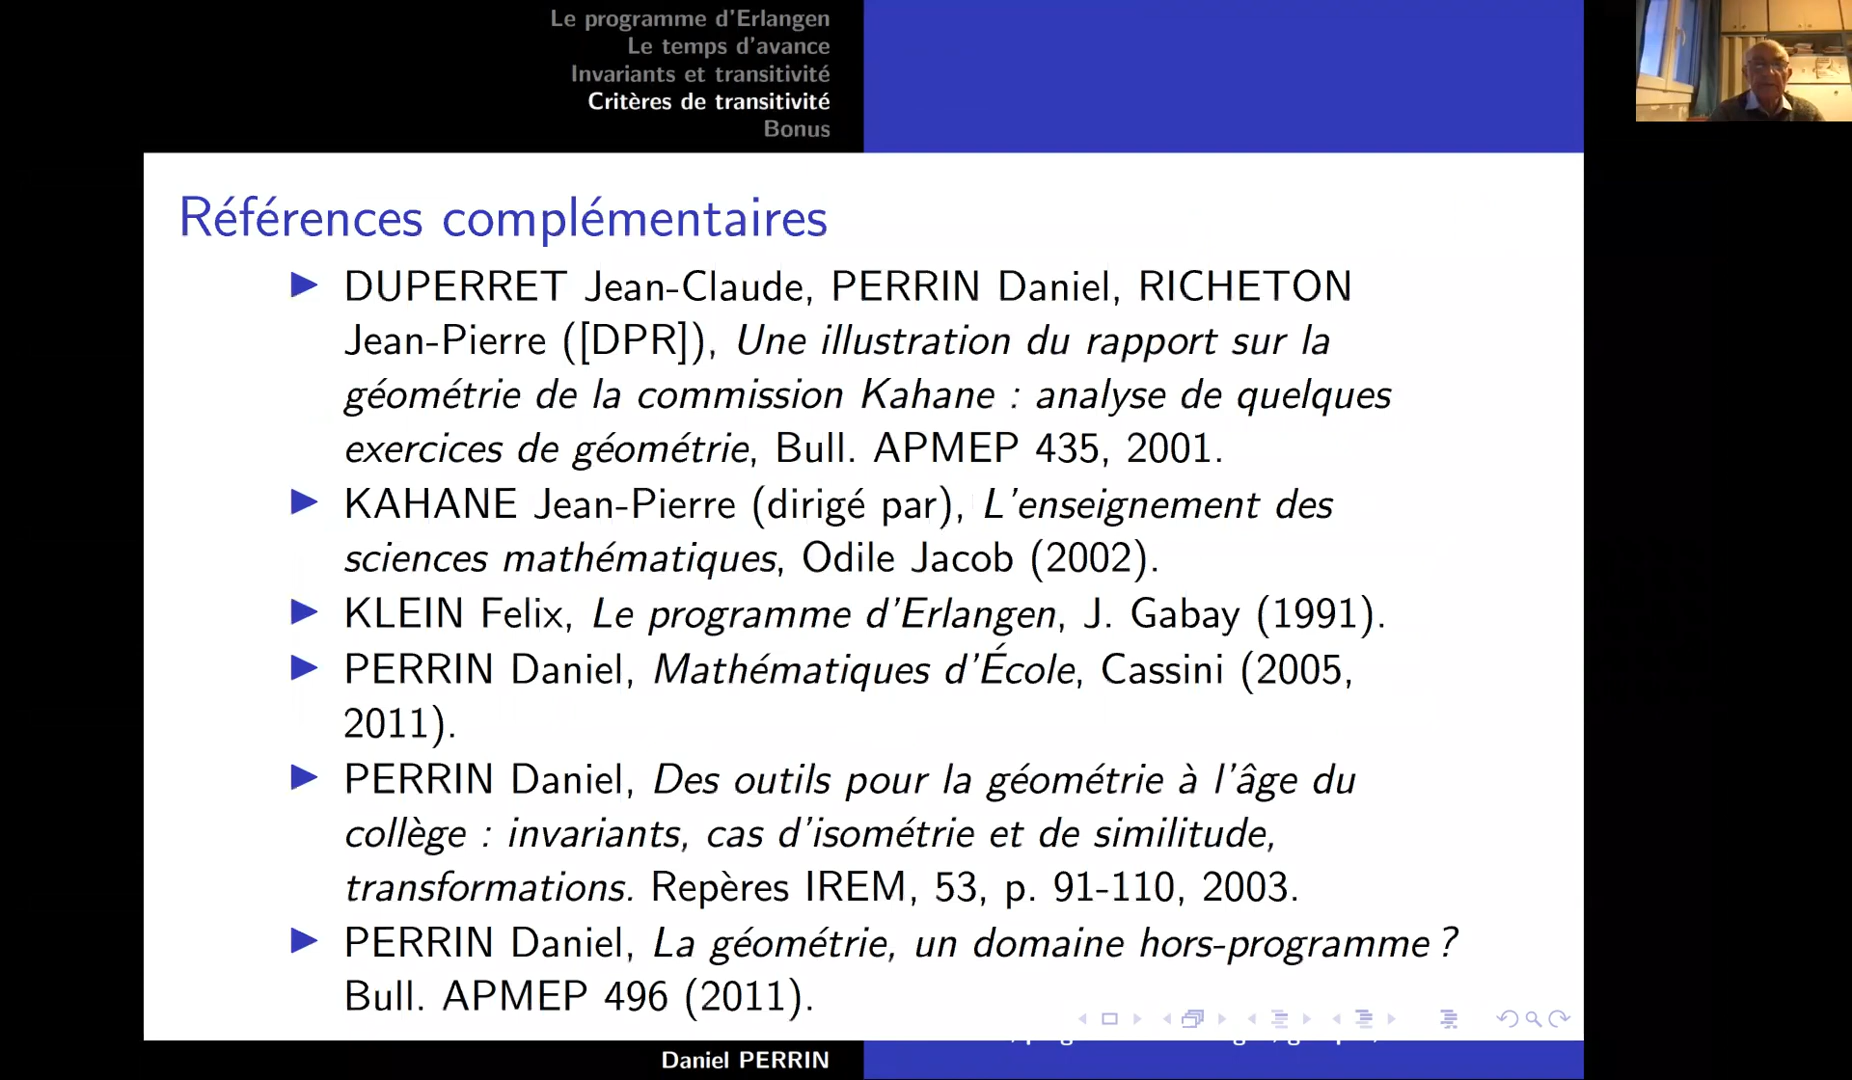 Le programme d'Erlangen
Le temps d'avance
Invariants et transitivité
Critères de transitivité
Bonus
Références complémentaires
DUPERRET Jean-Claude, PERRIN Daniel, RICHETON
Jean-Pierre ([DPR]), Une illustration du rapport sur la
géométrie de la commission Kahane : analyse de quelques
exercices de géométrie, Bull. APMEP 435, 2001.
KAHANE Jean-Pierre (dirigé par), L'enseignement des
sciences mathématiques, Odile Jacob (2002).
KLEIN Felix, Le programme d'Erlangen, J. Gabay (1991).
PERRIN Daniel, Mathématiques d'École, Cassini (2005,
2011).
PERRIN Daniel, Des outils pour la géométrie à l'âge du
collège : invariants, cas d'isométrie et de similitude,
transformations. Repères IREM, 53, p. 91-110, 2003.
PERRIN Daniel, La géométrie, un domaine hors-programme ?
Bull. APMEP 496 (2011).
Daniel PERRIN